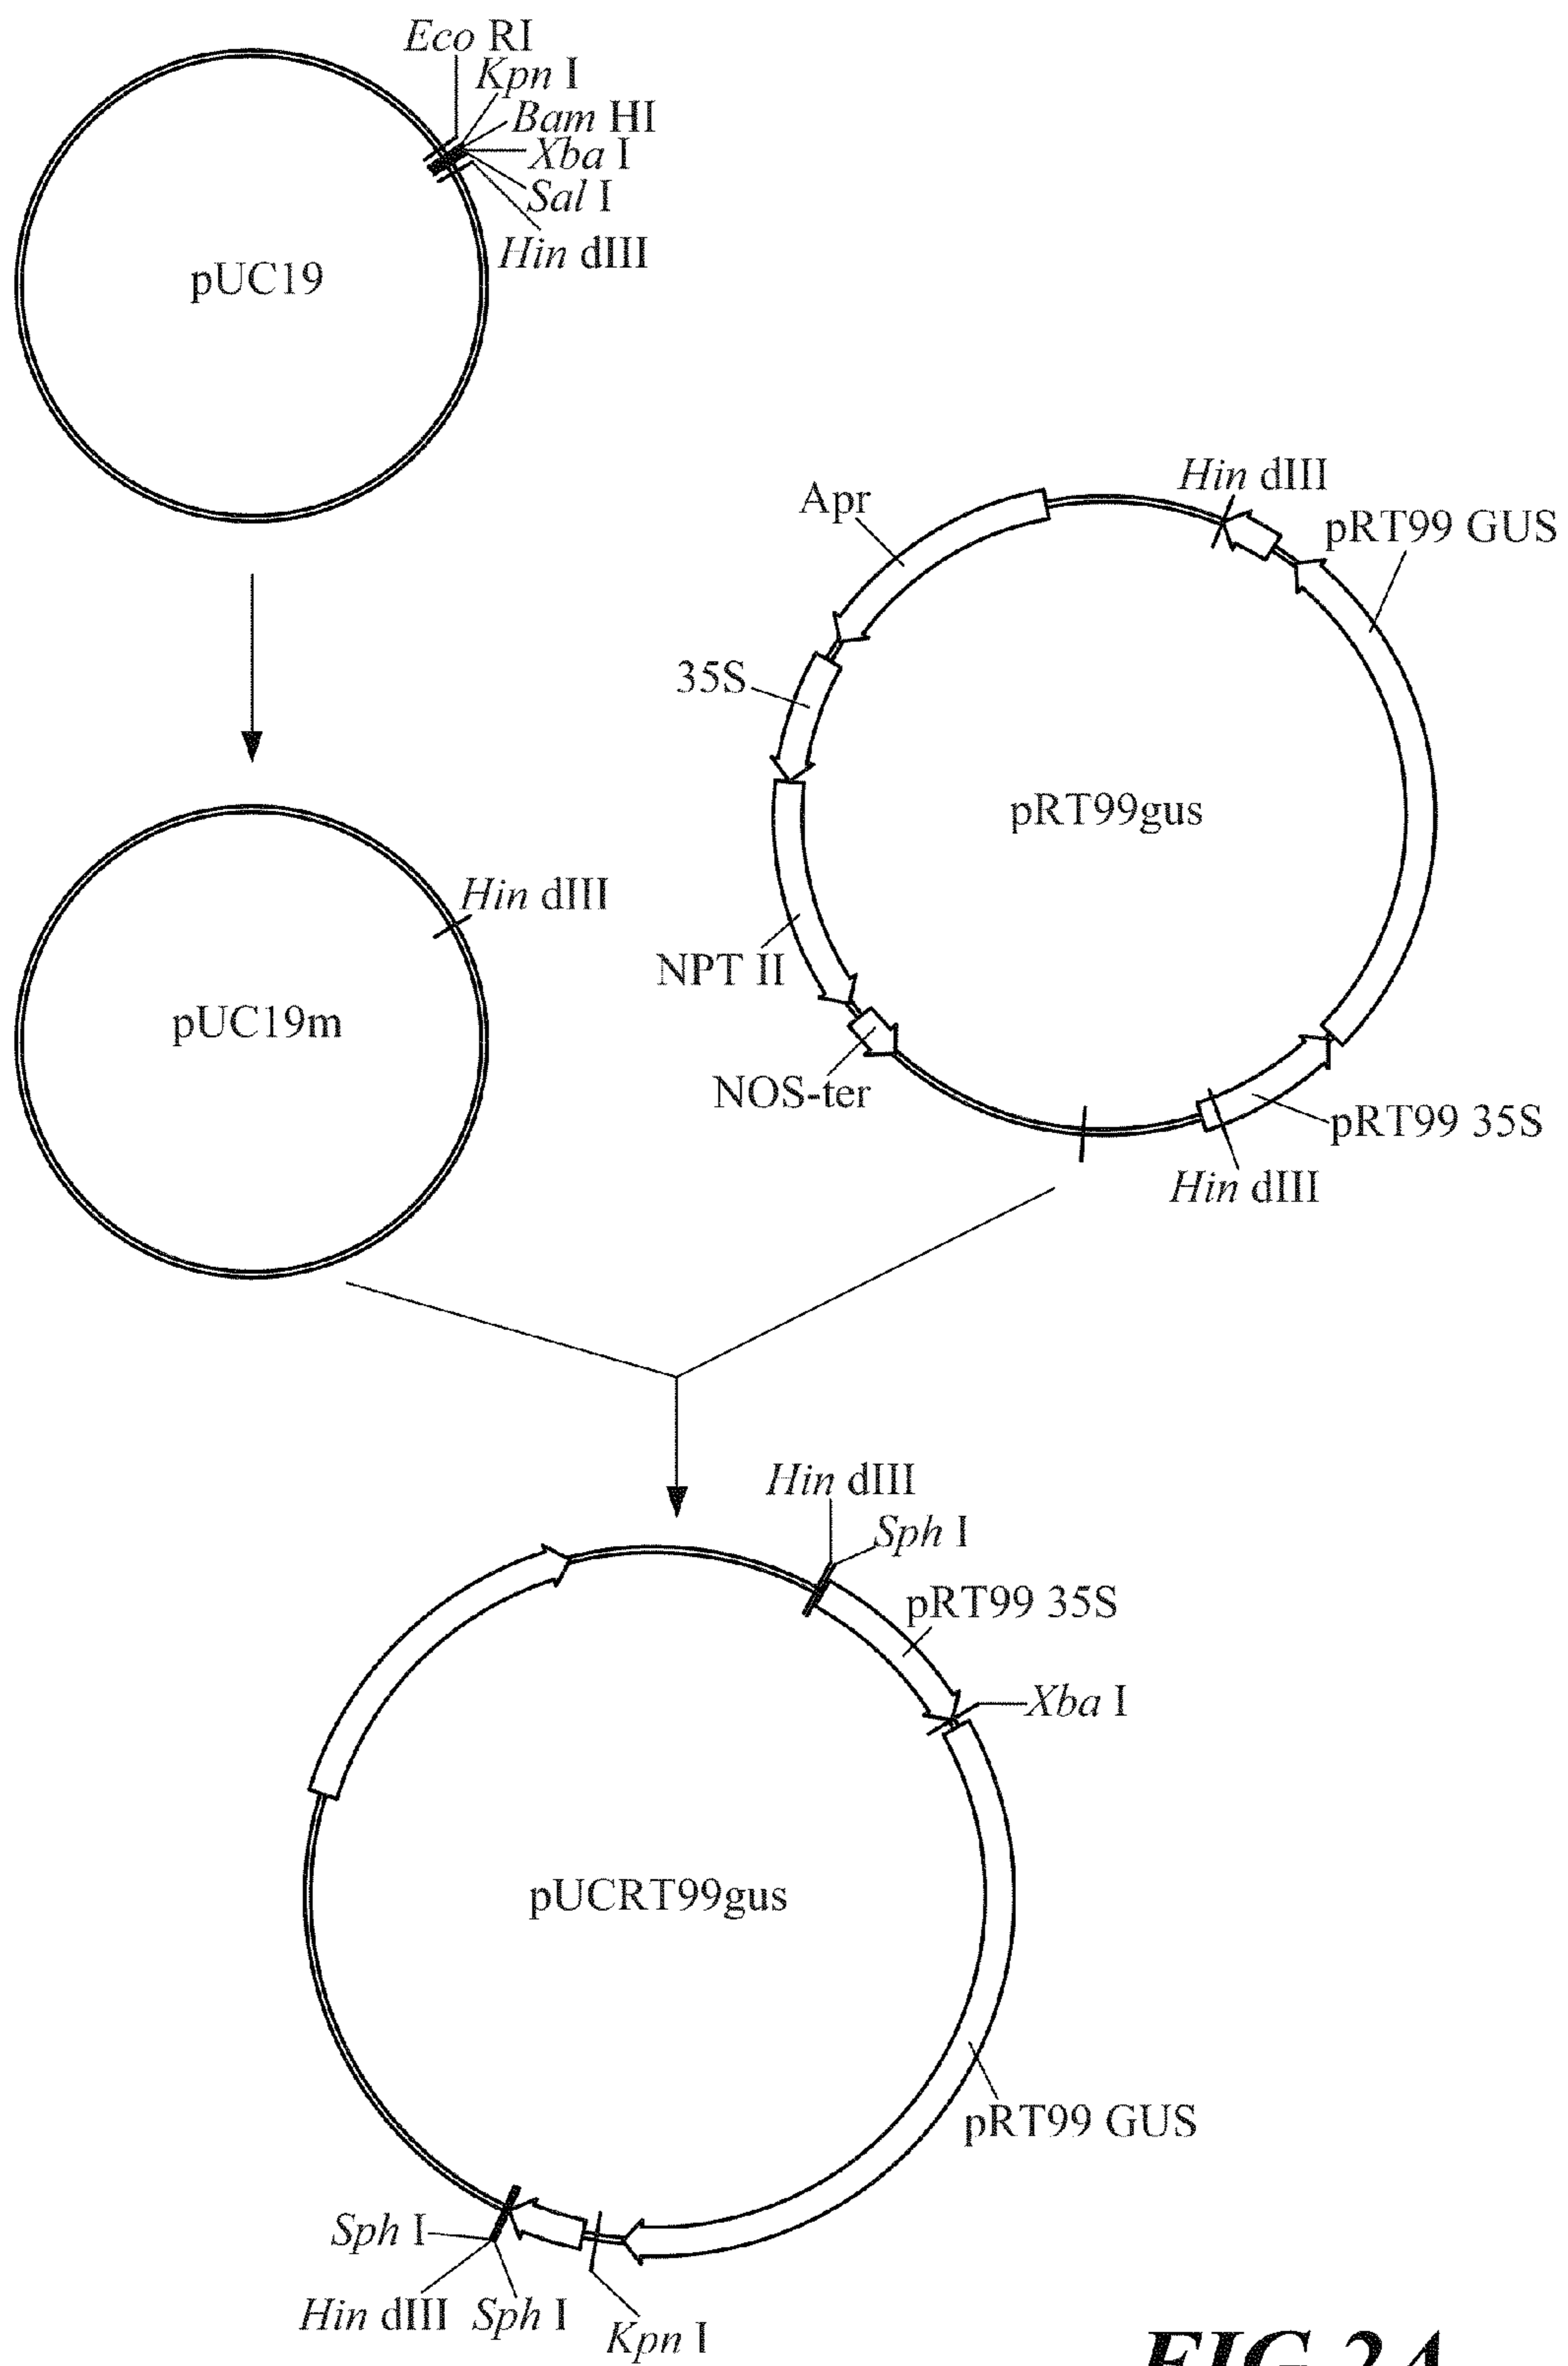 Eco RI
Kpn I
Bam HI
Xba I
Sal I
Hin dIII
pUC19
Hin dIII
Apr
pRT99 GUS
35S
pRT99gus
Hin dIII
pUC19m
NPT II
NOS-ter
pRT99 35S
Hin dIII
Hin dIII
Sph I
pRT99 35S
Xba I
pUCRT99gus
pRT99 GUS
Sph I
Hin dIII
Sph I
Kpn I
FIG.2A